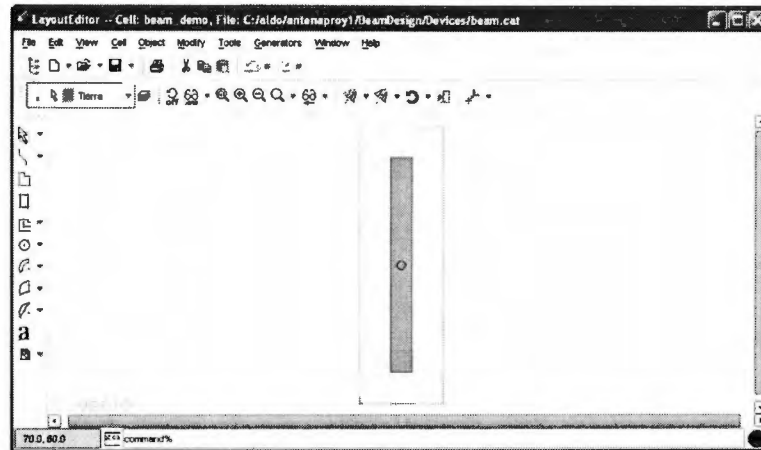 LayoutEditor -- Cell: beam_demo, File: C:/aldo/antenaproy1/BeamDesign/Devices/beam.cat
File Edit View Cell Object Modify Tools Generators Window Help
Tierra
OFF
a
70.0, 60.0 command%